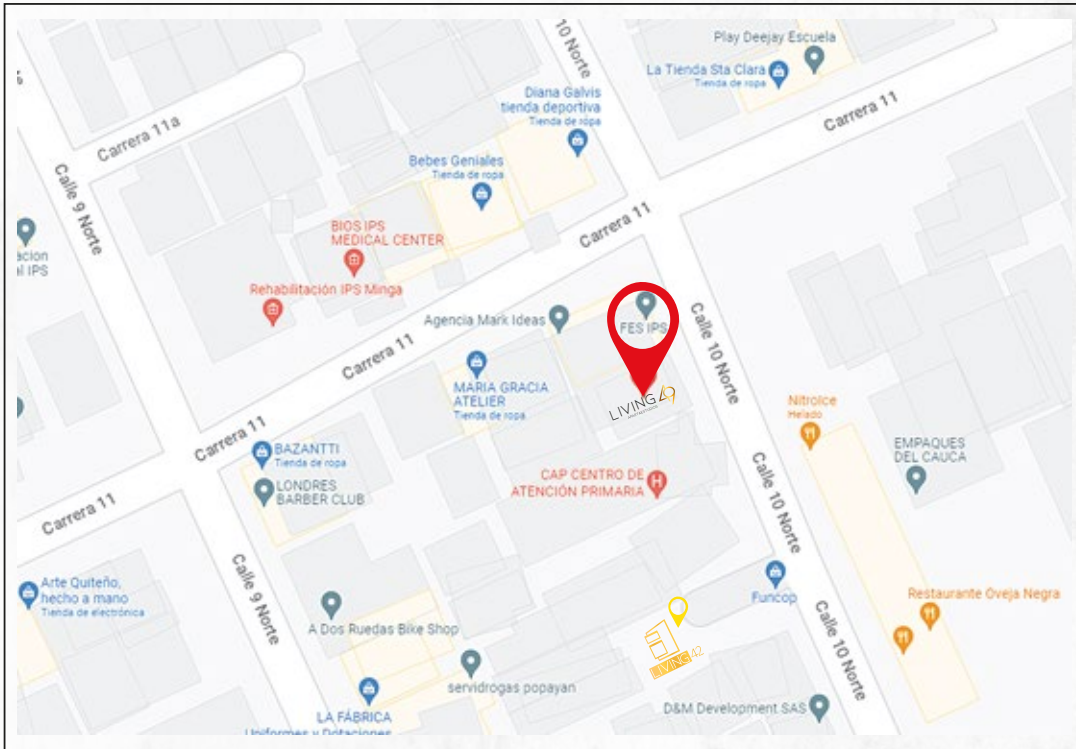 Play Deejay Escuela
10 Norte
La Tienda Sta Clara
Tienda de ropa
Diana Galvis
tienda deportiva
Tienda de ropa
Carrera 11
Carrera 11a
Bebes Geniales
Tienda de ropa
Calle 9 Norte
BIOS IPS
MEDICAL CENTER
Carrera 11
acion
al IPS
Rehabilitación IPS Minga
Agencia Mark Ideas
FES IPS
Carrera 11
Calle 10 Norte
MARIA GRACIA
ATELIER
Tienda de ropa
LIVING 49
NitroIce
Helado
Carrera 11
BAZANTTI
Tienda de ropa
EMPAQUES
DEL CAUCA
LONDRES
BARBER CLUB
CAP CENTRO DE
ATENCIÓN PRIMARIA
Calle 10 Norte
Carrera 11
Calle 9 Norte
Arte Quiteño,
hecho a mano
Tienda de electrónica
Funcop
Restaurante Oveja Negra
Calle 10 Norte
A Dos Ruedas Bike Shop
LIVING 42
servidrogas popayan
D&M Development SAS
LA FÁBRICA
Uniformes y Dotaciones